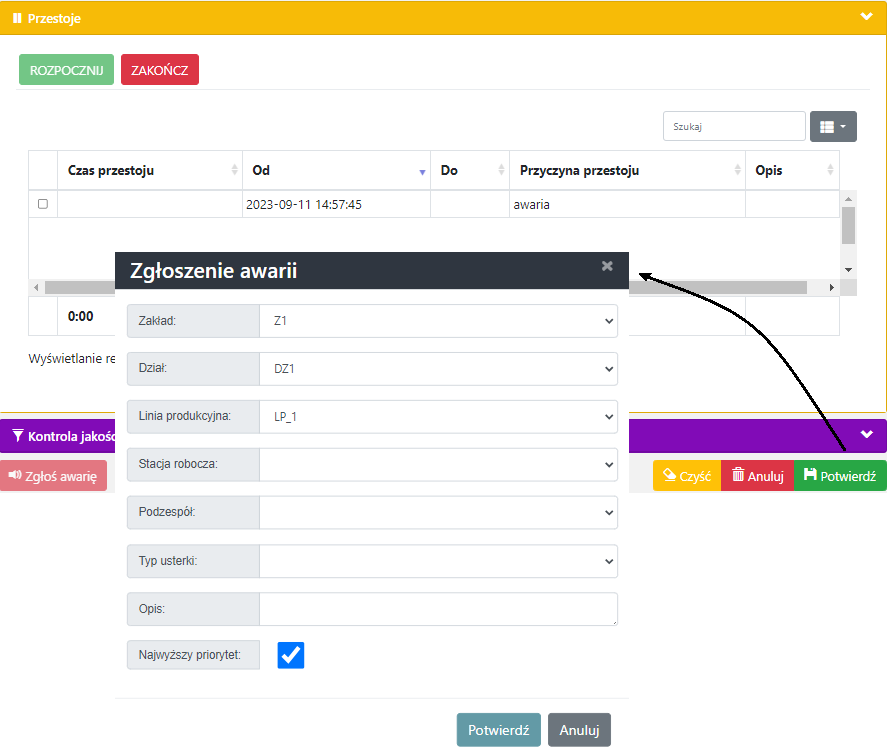 Przestoje
ROZPOCZNIJ ZAKOŃCZ
Szukaj
Czas przestoju Od Do Przyczyna przestoju Opis
2023-09-11 14:57:45 awaria
Zgłoszenie awarii ×
0:00
Zakład: Z1
Wyświetlanie re
Dział: DZ1
Linia produkcyjna: LP_1
Kontrola jakośc
Stacja robocza:
Zgłoś awarię Czyść Anuluj Potwierdź
Podzespół:
Typ usterki:
Opis:
Najwyższy priorytet:
Potwierdź Anuluj